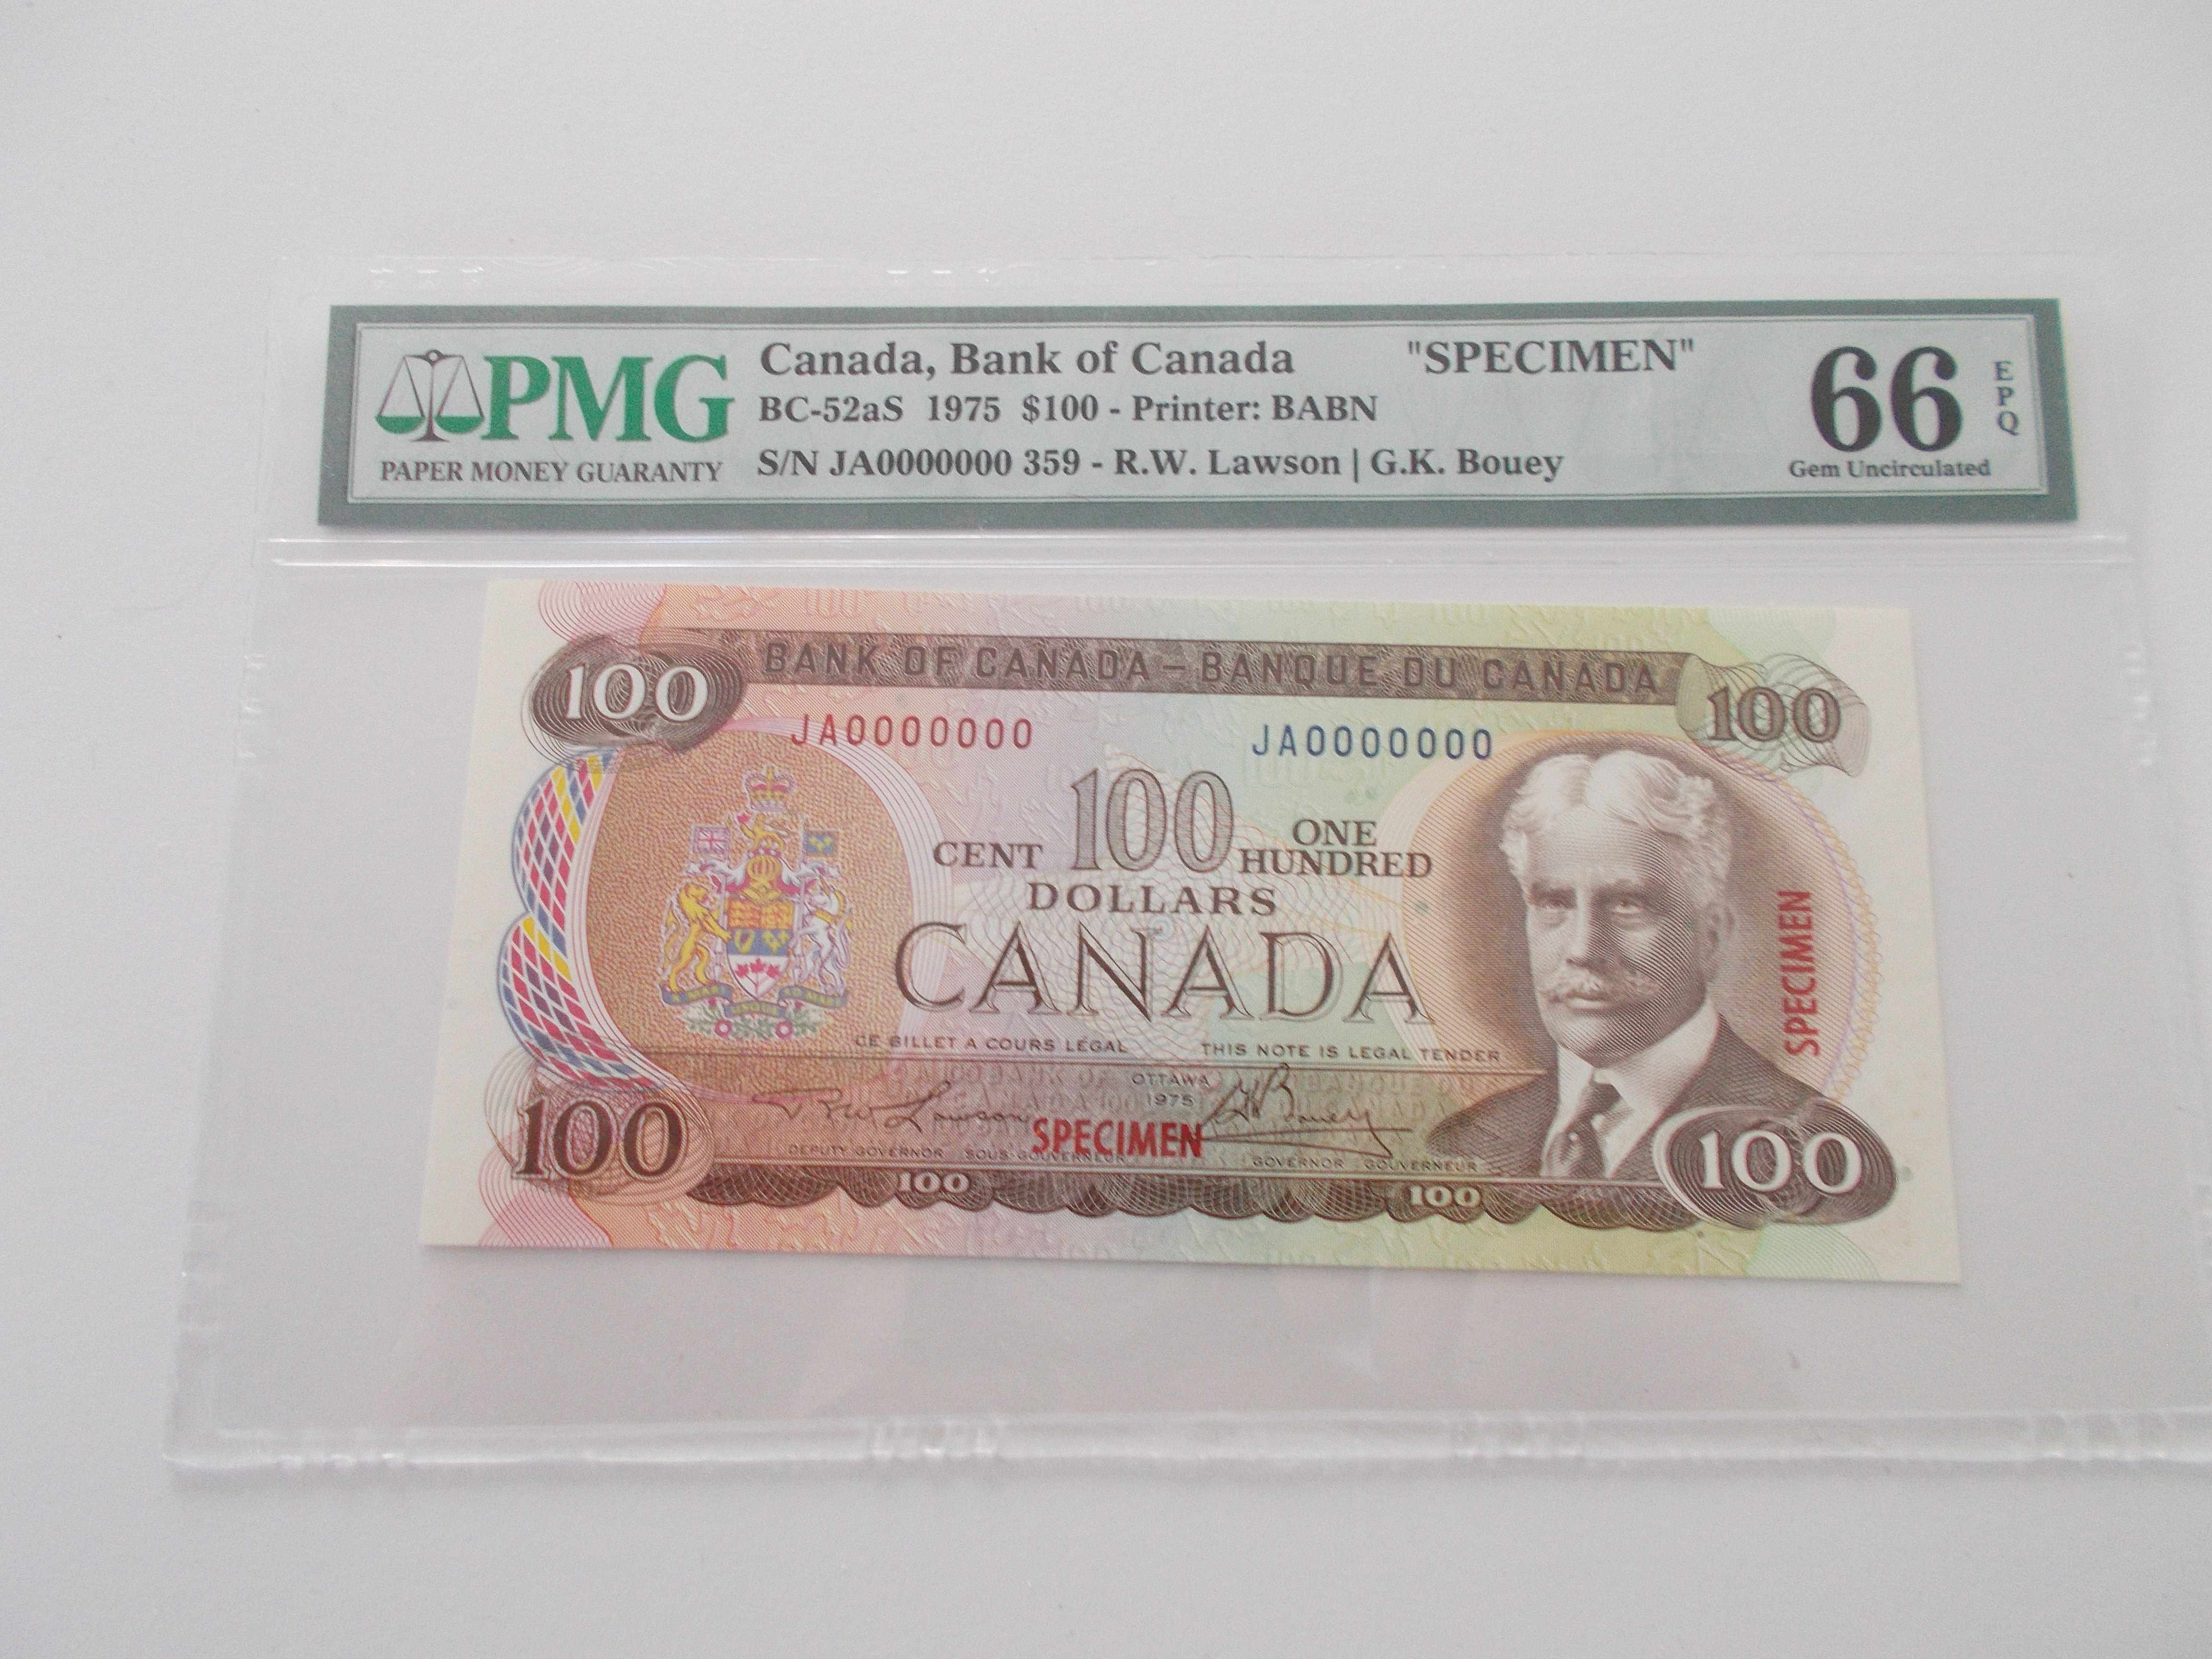 PMG
PAPER MONEY GUARANTY
Canada, Bank of Canada "SPECIMEN"
BC-52aS 1975 $100 - Printer: BABN
S/N JA0000000 359 - R.W. Lawson | G.K. Bouey
66
EPQ
Gem Uncirculated
100 BANK OF CANADA – BANQUE DU CANADA 100
JA0000000 JA0000000
CENT 100 ONE HUNDRED
DOLLARS
CANADA
CE BILLET A COURS LÉGAL THIS NOTE IS LEGAL TENDER
OTTAWA
1975
R.W. Lawson G.K. Bouey
SPECIMEN
DEPUTY GOVERNOR SOUS-GOUVERNEUR GOVERNOR GOUVERNEUR
SPECIMEN
100 100 100 100